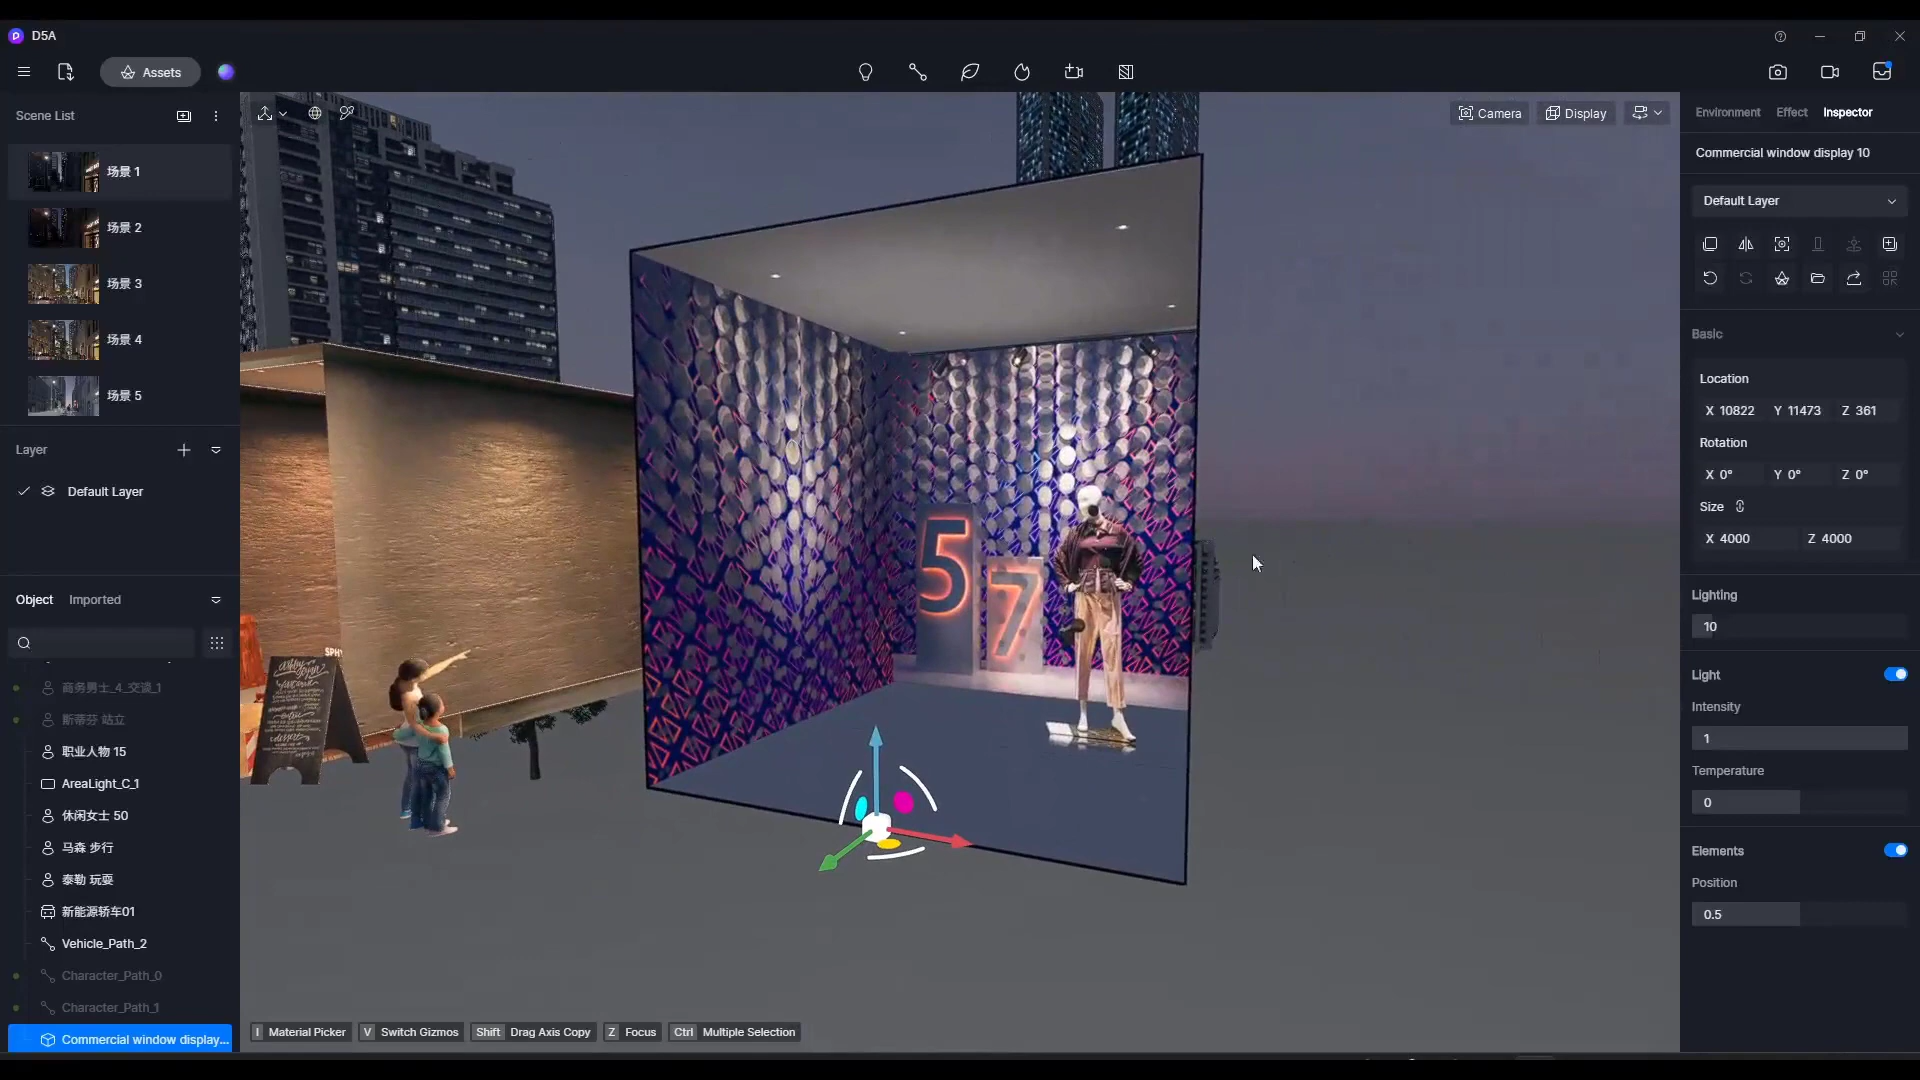 D5A
Assets
Scene List
场景 1
场景 2
场景 3
场景 4
场景 5
Layer
Default Layer
Object
Imported
商务男士_4_交谈_1
斯蒂芬 站立
职业人物 15
AreaLight_C_1
休闲女士 50
马森 步行
泰勒 玩耍
新能源轿车01
Vehicle_Path_2
Character_Path_0
Character_Path_1
Commercial window display...
Camera
Display
5
7
I Material Picker
V Switch Gizmos
Shift Drag Axis Copy
Z Focus
Ctrl Multiple Selection
Environment
Effect
Inspector
Commercial window display 10
Default Layer
Basic
Location
X 10822 Y 11473 Z 361
Rotation
X 0° Y 0° Z 0°
Size
X 4000 Z 4000
Lighting
10
Light
Intensity
1
Temperature
0
Elements
Position
0.5